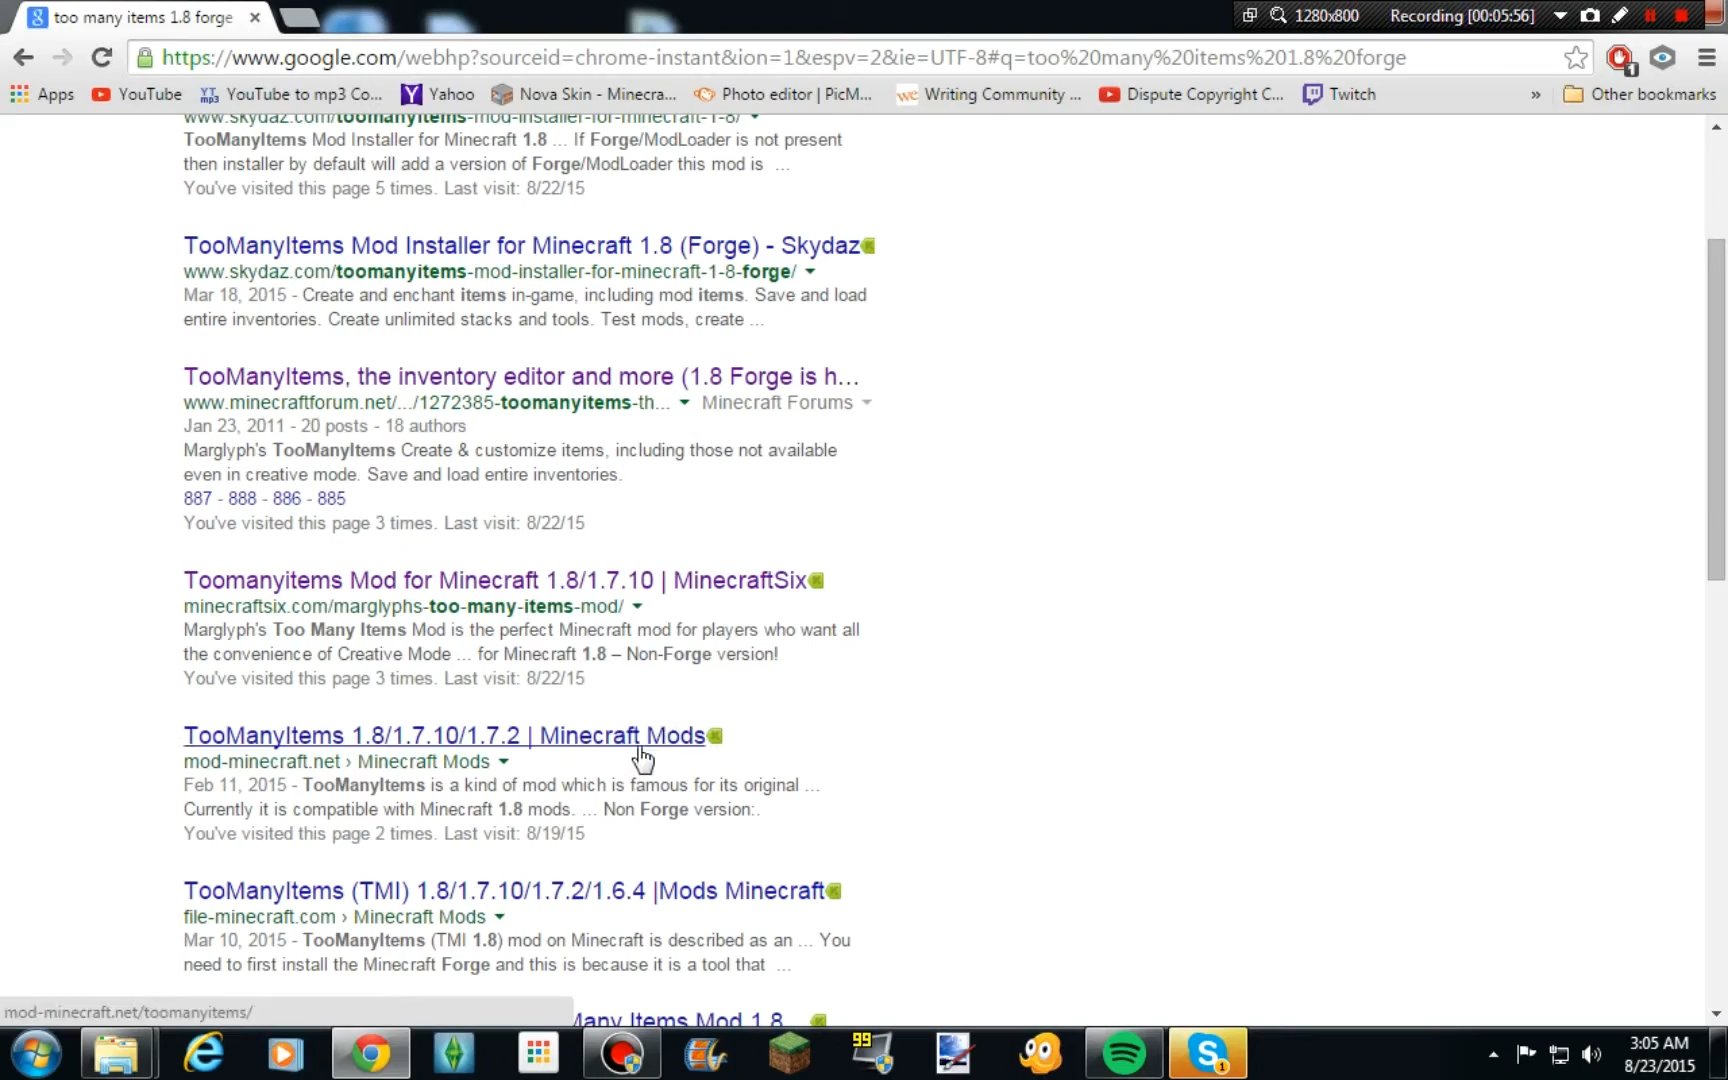 too many items 1.8 forge
1280x800
Recording [00:05:56]
https://www.google.com/webhp?sourceid=chrome-instant&ion=1&espv=2&ie=UTF-8#q=too%20many%20items%201.8%20forge
1
Apps YouTube YouTube to mp3 Co... Yahoo Nova Skin - Minecra... Photo editor | PicM... Writing Community ... Dispute Copyright C... Twitch » Other bookmarks
www.skydaz.com/toomanyitems-mod-installer-for-minecraft-1-8/
TooManyItems Mod Installer for Minecraft 1.8 ... If Forge/ModLoader is not present
then installer by default will add a version of Forge/ModLoader this mod is ...
You've visited this page 5 times. Last visit: 8/22/15
TooManyItems Mod Installer for Minecraft 1.8 (Forge) - Skydaz
www.skydaz.com/toomanyitems-mod-installer-for-minecraft-1-8-forge/
Mar 18, 2015 - Create and enchant items in-game, including mod items. Save and load
entire inventories. Create unlimited stacks and tools. Test mods, create ...
TooManyItems, the inventory editor and more (1.8 Forge is h...
www.minecraftforum.net/.../1272385-toomanyitems-th... Minecraft Forums
Jan 23, 2011 - 20 posts - 18 authors
Marglyph's TooManyItems Create & customize items, including those not available
even in creative mode. Save and load entire inventories.
887 - 888 - 886 - 885
You've visited this page 3 times. Last visit: 8/22/15
Toomanyitems Mod for Minecraft 1.8/1.7.10 | MinecraftSix
minecraftsix.com/marglyphs-too-many-items-mod/
Marglyph's Too Many Items Mod is the perfect Minecraft mod for players who want all
the convenience of Creative Mode ... for Minecraft 1.8 – Non-Forge version!
You've visited this page 3 times. Last visit: 8/22/15
TooManyItems 1.8/1.7.10/1.7.2 | Minecraft Mods
mod-minecraft.net › Minecraft Mods
Feb 11, 2015 - TooManyItems is a kind of mod which is famous for its original ...
Currently it is compatible with Minecraft 1.8 mods. ... Non Forge version:.
You've visited this page 2 times. Last visit: 8/19/15
TooManyItems (TMI) 1.8/1.7.10/1.7.2/1.6.4 |Mods Minecraft
file-minecraft.com › Minecraft Mods
Mar 10, 2015 - TooManyItems (TMI 1.8) mod on Minecraft is described as an ... You
need to first install the Minecraft Forge and this is because it is a tool that ...
mod-minecraft.net/toomanyitems/
Many Items Mod 1.8
99
1
3:05 AM
8/23/2015